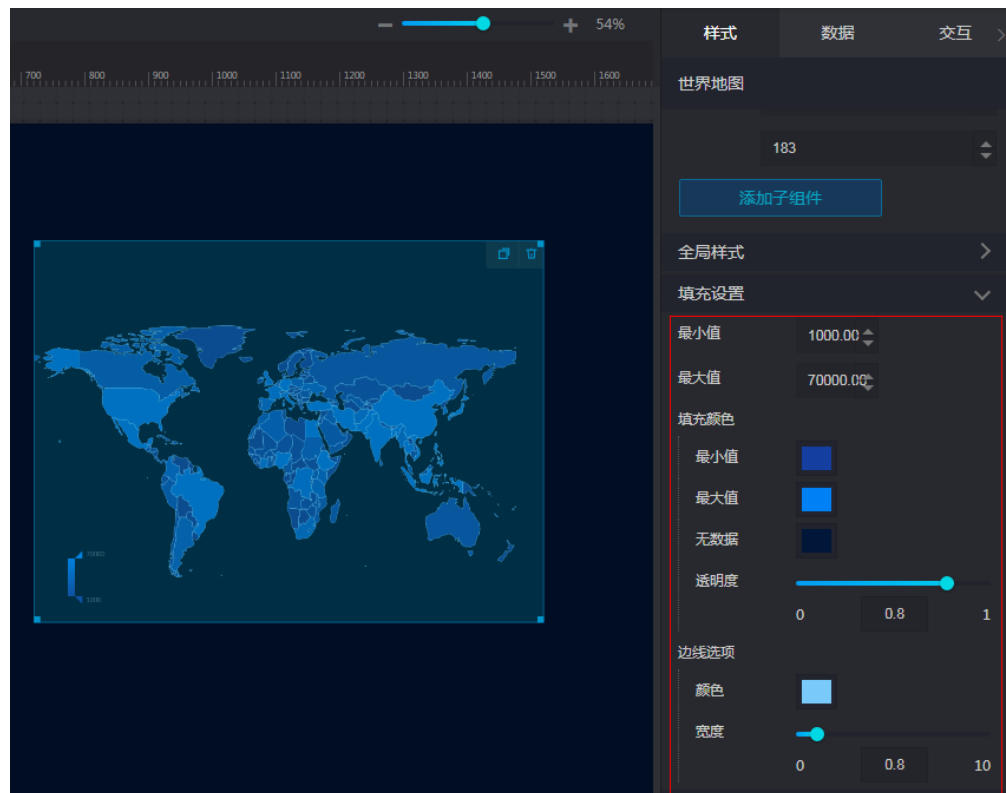 54%
样式 数据 交互
700 800 900 1000 1100 1200 1300 1400 1500 1600
世界地图
183
添加子组件
全局样式
填充设置
最小值 1000.00
最大值 70000.00
填充颜色
最小值
最大值
无数据
透明度
0 0.8 1
边线选项
颜色
宽度
0 0.8 10
70000
1000